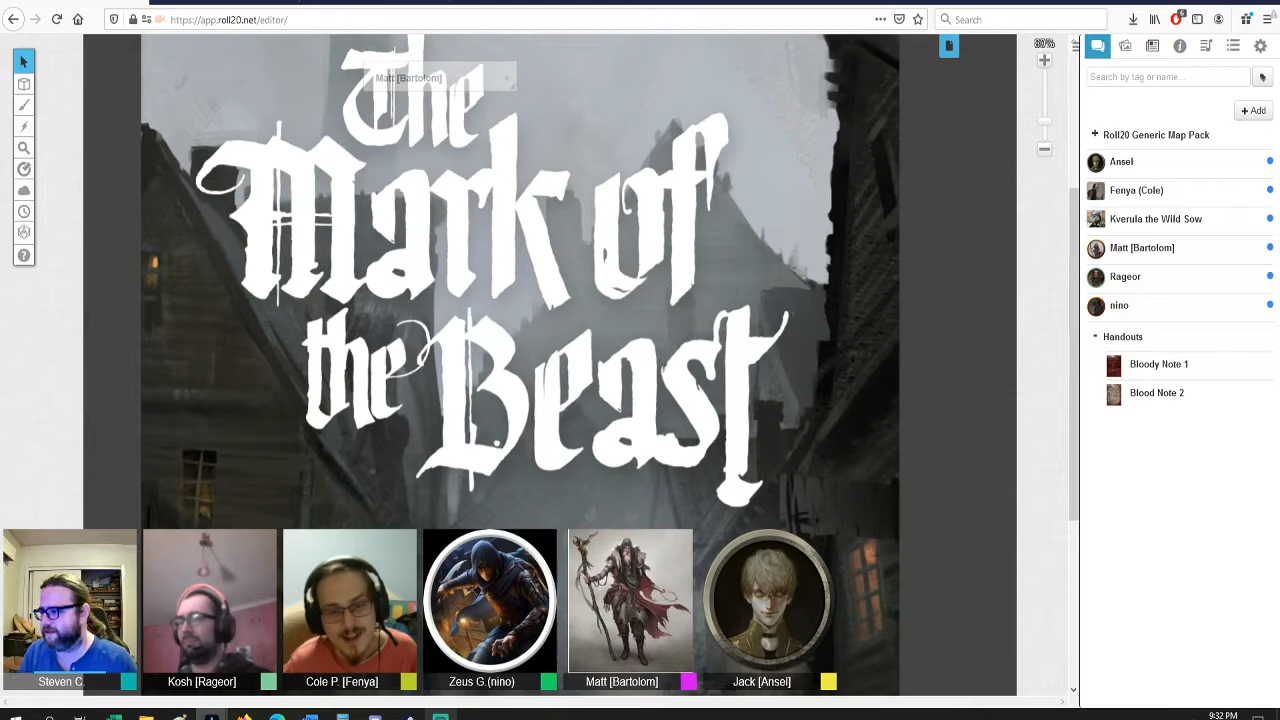 https://app.roll20.net/editor/
Search
6
The
Mark of
the Beast
Matt [Bartolom]
80%
Search by tag or name...
+ Add
Roll20 Generic Map Pack
Ansel
Fenya (Cole)
Kverula the Wild Sow
Matt [Bartolom]
Rageor
nino
Handouts
Bloody Note 1
Blood Note 2
Steven C.
Kosh [Rageor]
Cole P. [Fenya]
Zeus G.(nino)
Matt [Bartolom]
Jack [Ansel]
9:32 PM